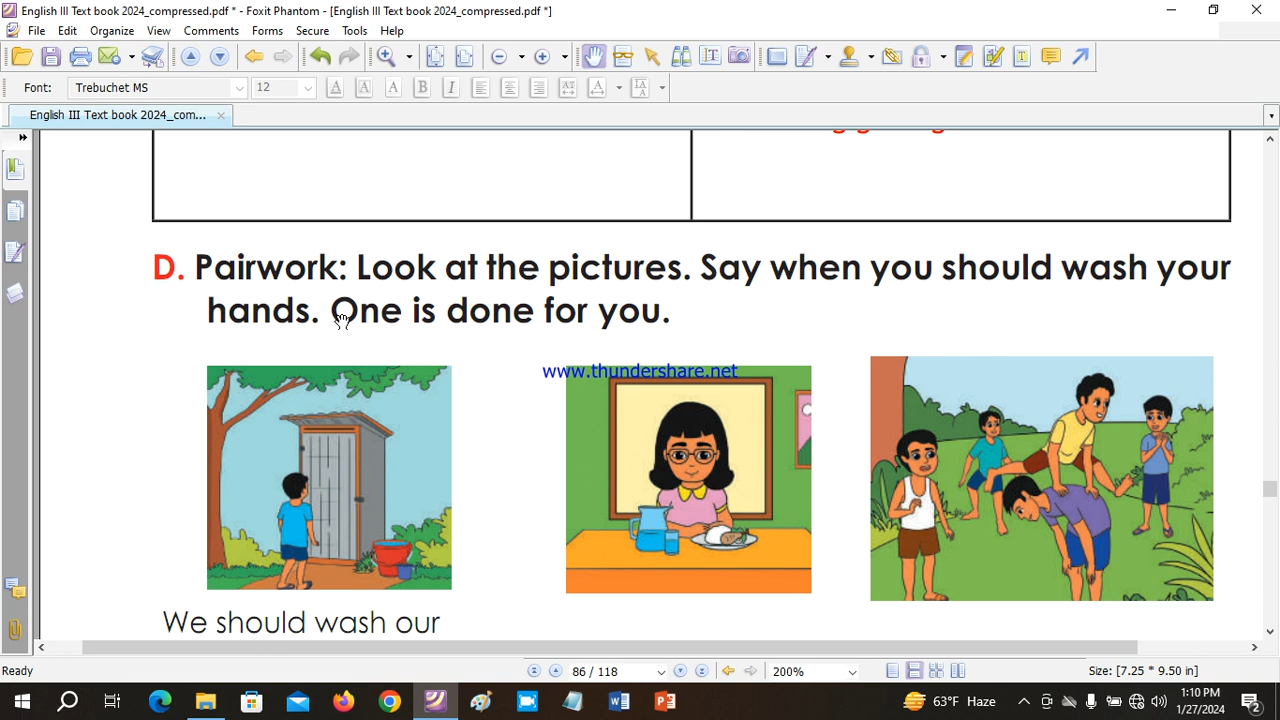 English III Text book 2024_compressed.pdf * - Foxit Phantom - [English III Text book 2024_compressed.pdf *]
File Edit Organize View Comments Forms Secure Tools Help
Font: Trebuchet MS 12
English III Text book 2024_com...
D. Pairwork: Look at the pictures. Say when you should wash your
hands. One is done for you.
www.thundershare.net
We should wash our
Ready 86 / 118 200% Size: [7.25 * 9.50 in]
63°F Haze 1:10 PM
1/27/2024
2